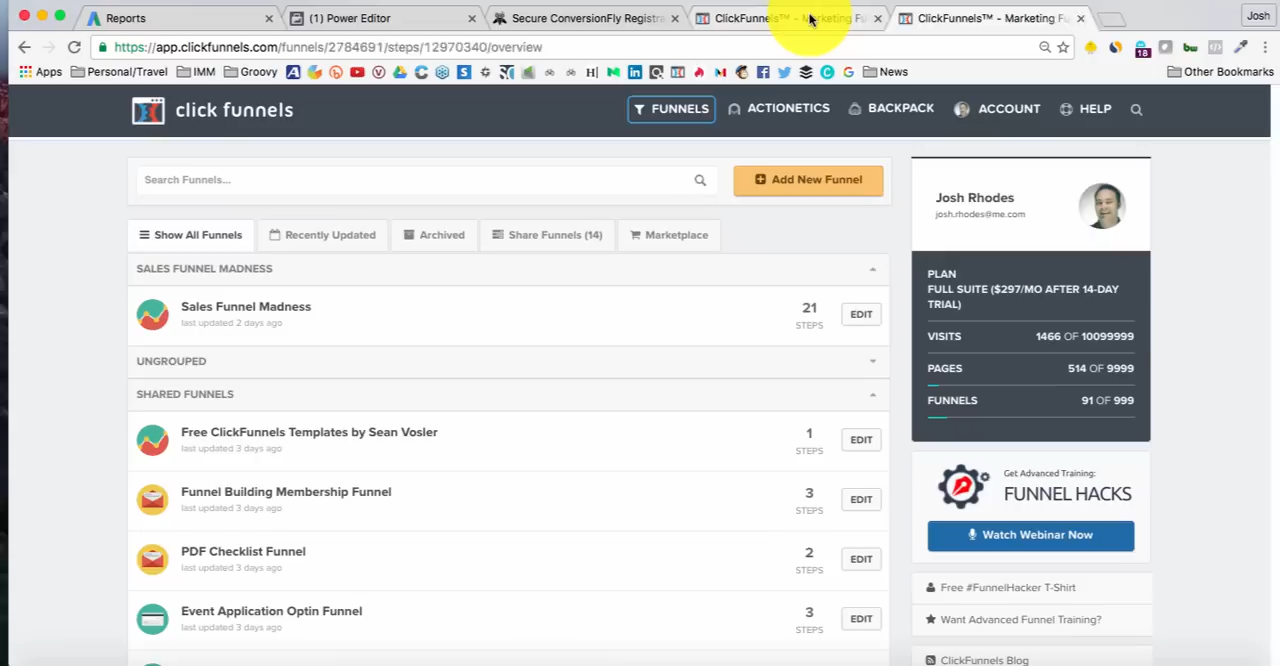 Reports
(1) Power Editor
Secure ConversionFly Registra
ClickFunnels™ - Marketing Fu
ClickFunnels™ - Marketing Fu
Josh
https://app.clickfunnels.com/funnels/2784691/steps/12970340/overview
18
Apps
Personal/Travel
IMM
Groovy
News
Other Bookmarks
click funnels
FUNNELS
ACTIONETICS
BACKPACK
ACCOUNT
HELP
Search Funnels...
Add New Funnel
Show All Funnels
Recently Updated
Archived
Share Funnels (14)
Marketplace
SALES FUNNEL MADNESS
Sales Funnel Madness
last updated 2 days ago
21
STEPS
EDIT
UNGROUPED
SHARED FUNNELS
Free ClickFunnels Templates by Sean Vosler
last updated 3 days ago
1
STEPS
EDIT
Funnel Building Membership Funnel
last updated 3 days ago
3
STEPS
EDIT
PDF Checklist Funnel
last updated 3 days ago
2
STEPS
EDIT
Event Application Optin Funnel
last updated 3 days ago
3
STEPS
EDIT
Josh Rhodes
josh.rhodes@me.com
PLAN
FULL SUITE ($297/MO AFTER 14-DAY
TRIAL)
VISITS 1466 OF 10099999
PAGES 514 OF 9999
FUNNELS 91 OF 999
Get Advanced Training:
FUNNEL HACKS
Watch Webinar Now
Free #FunnelHacker T-Shirt
Want Advanced Funnel Training?
ClickFunnels Blog